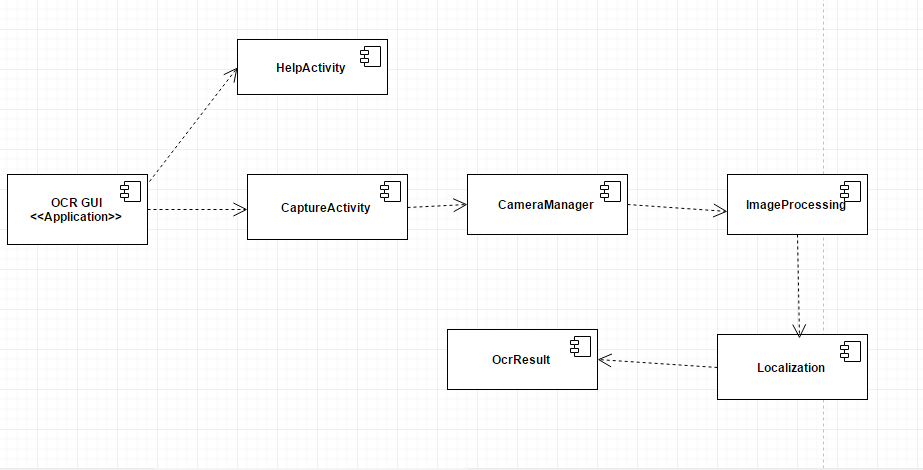 HelpActivity
OCR GUI
<<Application>>
CaptureActivity
CameraManager
ImageProcessing
OcrResult
Localization